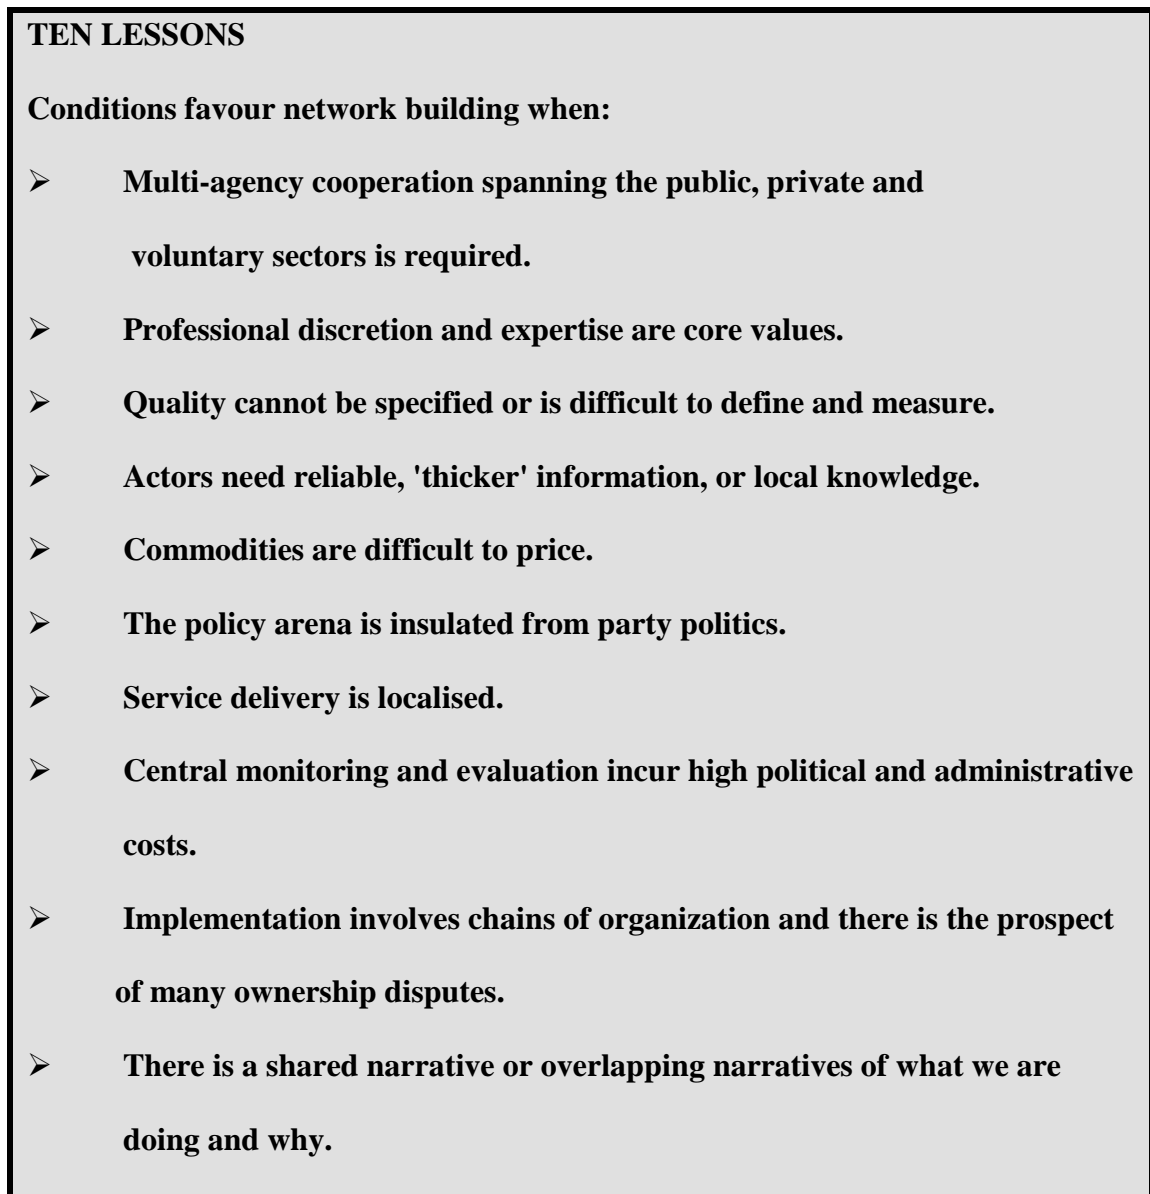 TEN LESSONS
Conditions favour network building when:
➢ Multi-agency cooperation spanning the public, private and
voluntary sectors is required.
➢ Professional discretion and expertise are core values.
➢ Quality cannot be specified or is difficult to define and measure.
➢ Actors need reliable, 'thicker' information, or local knowledge.
➢ Commodities are difficult to price.
➢ The policy arena is insulated from party politics.
➢ Service delivery is localised.
➢ Central monitoring and evaluation incur high political and administrative
costs.
➢ Implementation involves chains of organization and there is the prospect
of many ownership disputes.
➢ There is a shared narrative or overlapping narratives of what we are
doing and why.